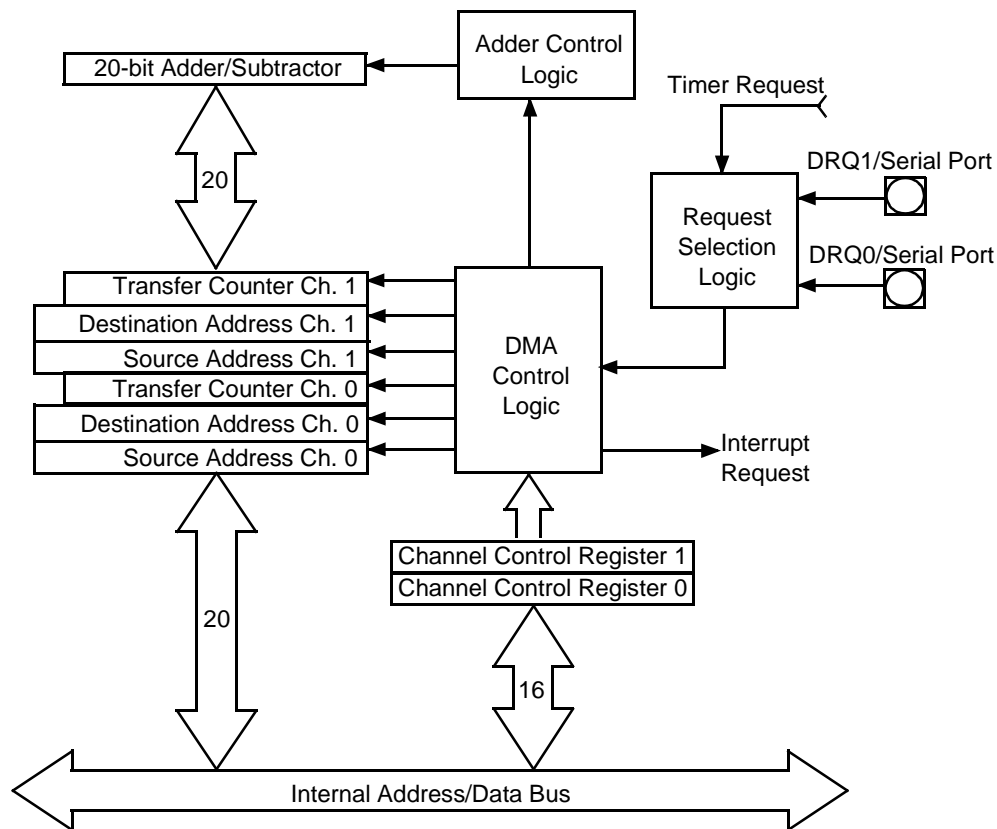 Adder Control
Logic
20-bit Adder/Subtractor
Timer Request
DRQ1/Serial Port
20
Request
Selection
Logic
DRQ0/Serial Port
Transfer Counter Ch. 1
Destination Address Ch. 1
Source Address Ch. 1
Transfer Counter Ch. 0
Destination Address Ch. 0
Source Address Ch. 0
DMA
Control
Logic
Interrupt
Request
Channel Control Register 1
Channel Control Register 0
20
16
Internal Address/Data Bus